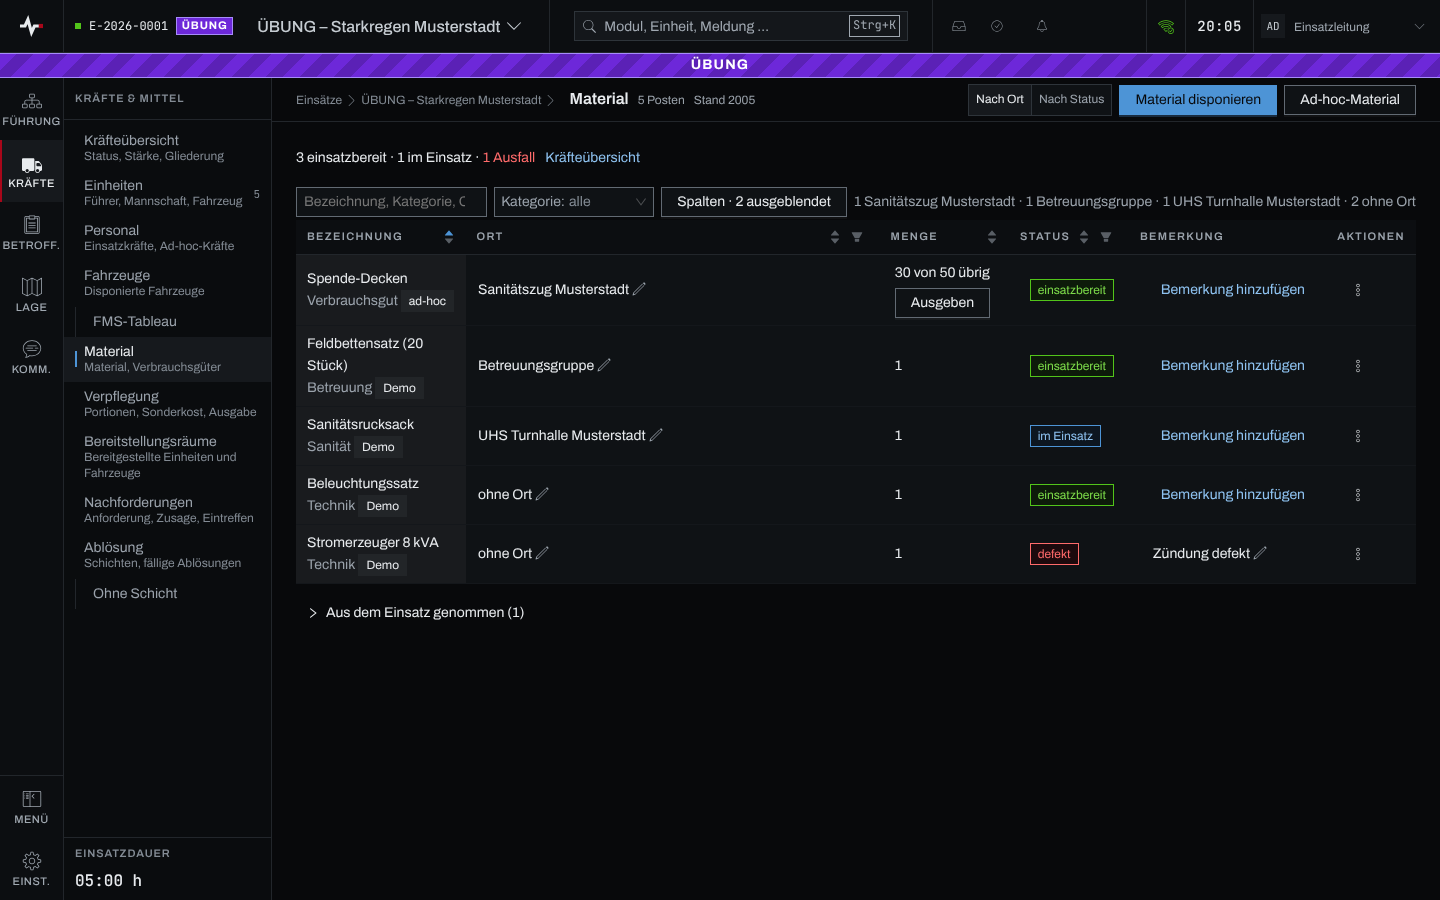 E-2026-0001 ÜBUNG ÜBUNG – Starkregen Musterstadt
Modul, Einheit, Meldung ... Strg+K
20:05
AD Einsatzleitung
ÜBUNG
FÜHRUNG
KRÄFTE
BETROFF.
LAGE
KOMM.
MENÜ
EINST.
KRÄFTE & MITTEL
Kräfteübersicht
Status, Stärke, Gliederung
Einheiten
Führer, Mannschaft, Fahrzeug 5
Personal
Einsatzkräfte, Ad-hoc-Kräfte
Fahrzeuge
Disponierte Fahrzeuge
FMS-Tableau
Material
Material, Verbrauchsgüter
Verpflegung
Portionen, Sonderkost, Ausgabe
Bereitstellungsräume
Bereitgestellte Einheiten und
Fahrzeuge
Nachforderungen
Anforderung, Zusage, Eintreffen
Ablösung
Schichten, fällige Ablösungen
Ohne Schicht
EINSATZDAUER
05:00 h
Einsätze ÜBUNG – Starkregen Musterstadt Material 5 Posten Stand 2005
Nach Ort Nach Status Material disponieren Ad-hoc-Material
3 einsatzbereit · 1 im Einsatz · 1 Ausfall Kräfteübersicht
Bezeichnung, Kategorie, C Kategorie: alle Spalten · 2 ausgeblendet 1 Sanitätszug Musterstadt · 1 Betreuungsgruppe · 1 UHS Turnhalle Musterstadt · 2 ohne Ort
BEZEICHNUNG ORT MENGE STATUS BEMERKUNG AKTIONEN
Spende-Decken
Verbrauchsgut ad-hoc
Sanitätszug Musterstadt
30 von 50 übrig
Ausgeben
einsatzbereit
Bemerkung hinzufügen
Feldbettensatz (20
Stück)
Betreuung Demo
Betreuungsgruppe
1
einsatzbereit
Bemerkung hinzufügen
Sanitätsrucksack
Sanität Demo
UHS Turnhalle Musterstadt
1
im Einsatz
Bemerkung hinzufügen
Beleuchtungssatz
Technik Demo
ohne Ort
1
einsatzbereit
Bemerkung hinzufügen
Stromerzeuger 8 kVA
Technik Demo
ohne Ort
1
defekt
Zündung defekt
Aus dem Einsatz genommen (1)